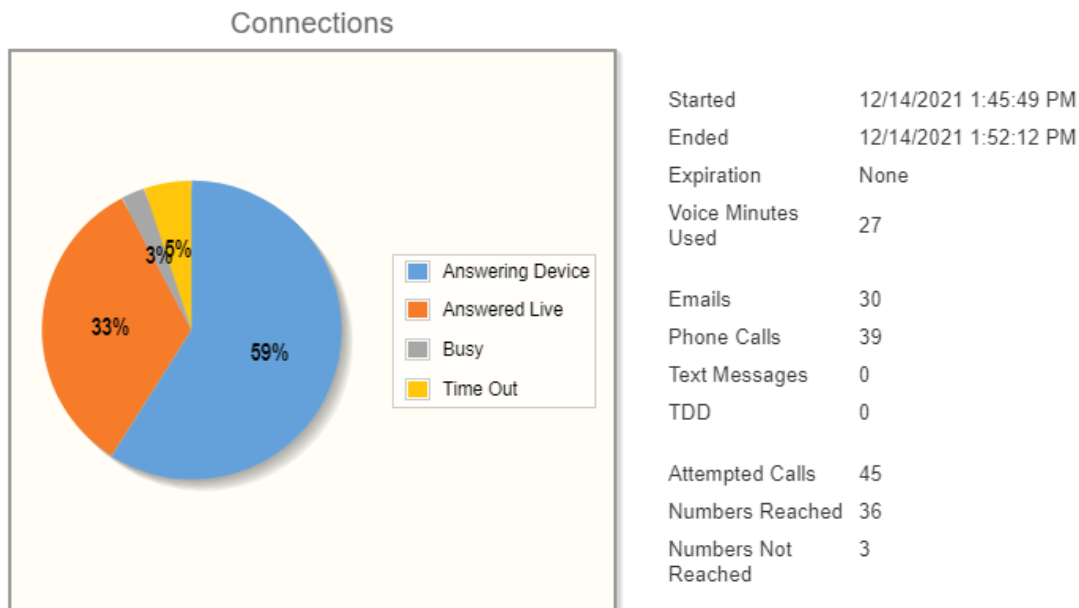 Connections
33%
3%
5%
59%
Answering Device
Answered Live
Busy
Time Out
Started 12/14/2021 1:45:49 PM
Ended 12/14/2021 1:52:12 PM
Expiration None
Voice Minutes
Used 27
Emails 30
Phone Calls 39
Text Messages 0
TDD 0
Attempted Calls 45
Numbers Reached 36
Numbers Not 3
Reached